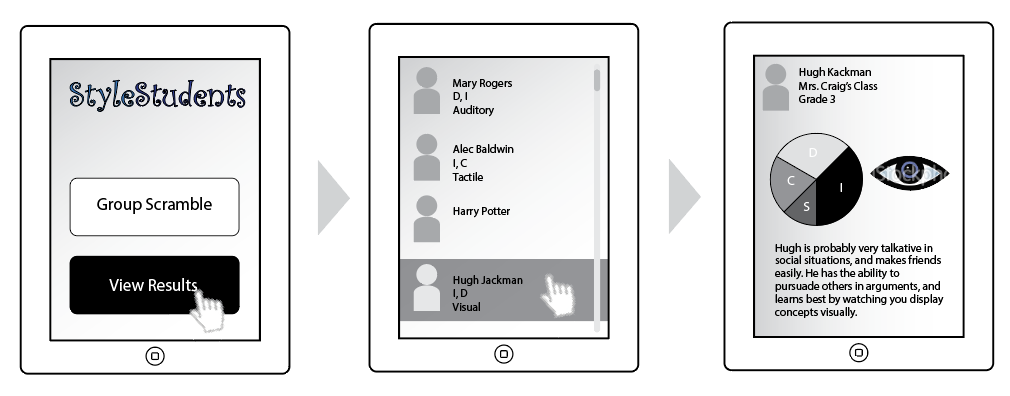 StyleStudents
Group Scramble
View Results
Mary Rogers
D, I
Auditory
Alec Baldwin
I, C
Tactile
Harry Potter
Hugh Jackman
I, D
Visual
Hugh Kackman
Mrs. Craig's Class
Grade 3
D
C
I
S
Hugh is probably very talkative in
social situations, and makes friends
easily. He has the ability to
pursuade others in arguments, and
learns best by watching you display
concepts visually.